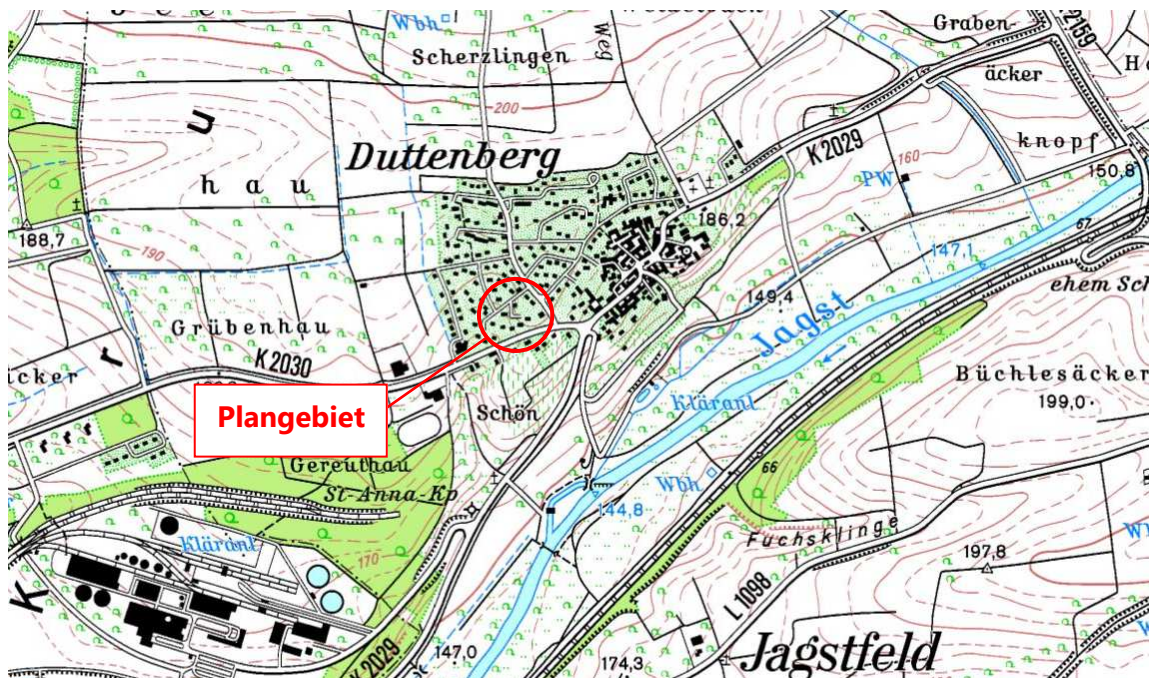 Wbh
Scherzlingen
Weg
Graben-
äcker
K 2029
knopf
Duttenberg
u
hau
200
160
PW
150,8
186,2
67
147,1
188,7
190
149,4
ehem Sch
Jagst
Grübenhau
K 2030
r
äcker
Büchlesäcker
199,0
Plangebiet
Schön
Kläranl
Gereuthau
St-Anna-Kp
66
Wbh
144,8
Kläranl
170
Fuchsklinge
197,8
K
L 1098
K 2029
147,0
174,3
Jagstfeld